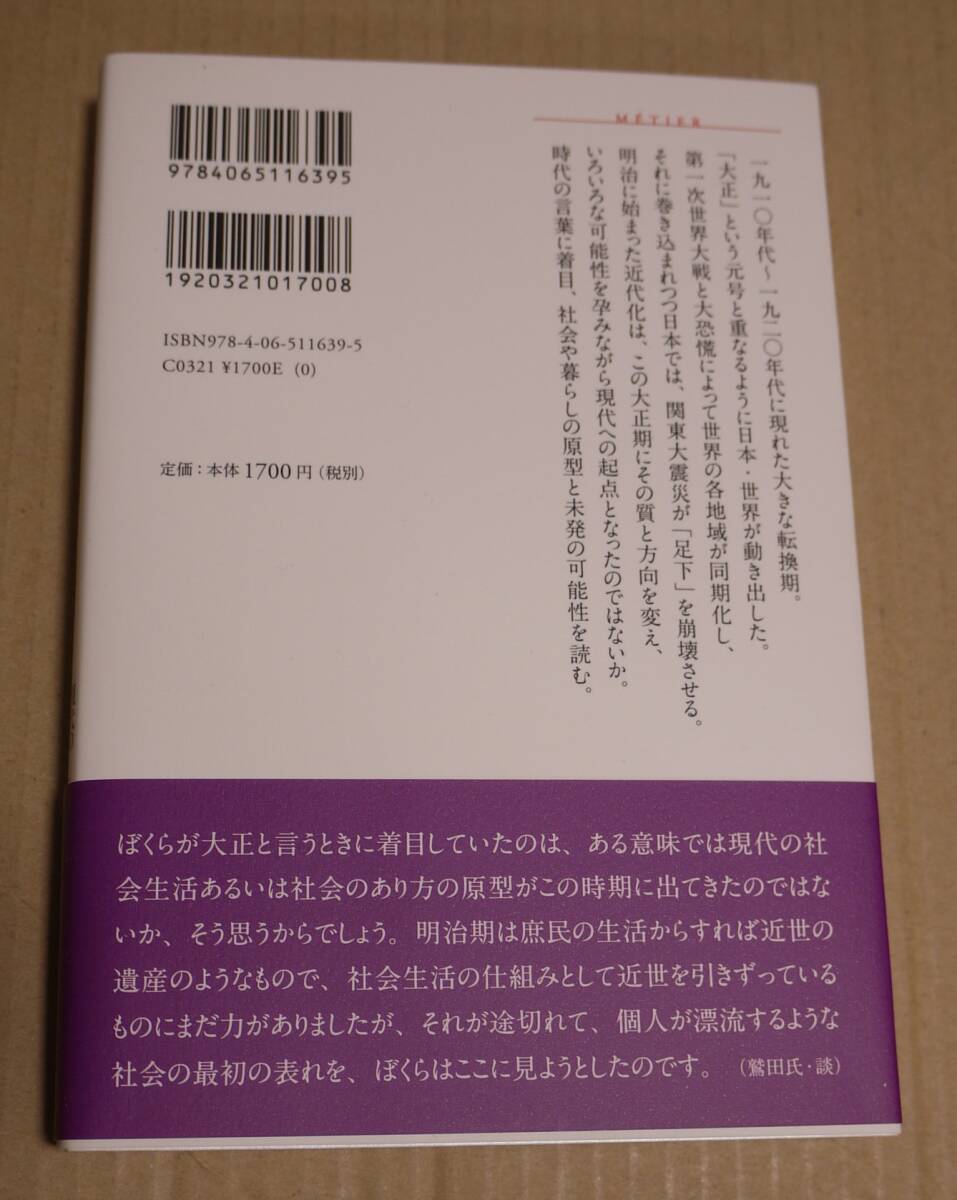 MÉTIER
一九一〇年代～一九二〇年代に現れた大きな転換期。
「大正」という元号と重なるように日本・世界が動き出した。
第一次世界大戦と大恐慌によって世界の各地域が同期化し、
それに巻き込まれつつ日本では、関東大震災が「足下」を崩壊させる。
明治に始まった近代化は、この大正期にその質と方向を変え、
いろいろな可能性を孕みながら現代への起点となったのではないか。
時代の言葉に着目、社会や暮らしの原型と未発の可能性を読む。
9784065116395
1920321017008
ISBN978-4-06-511639-5
C0321 ¥1700E (0)
定価：本体1700円（税別）
ぼくらが大正と言うときに着目していたのは、ある意味では現代の社
会生活あるいは社会のあり方の原型がこの時期に出てきたのではな
いか、そう思うからでしょう。明治期は庶民の生活からすれば近世の
遺産のようなもので、社会生活の仕組みとして近世を引きずっている
ものにまだ力がありましたが、それが途切れて、個人が漂流するような
社会の最初の表れを、ぼくらはここに見ようとしたのです。（鷲田氏・談）